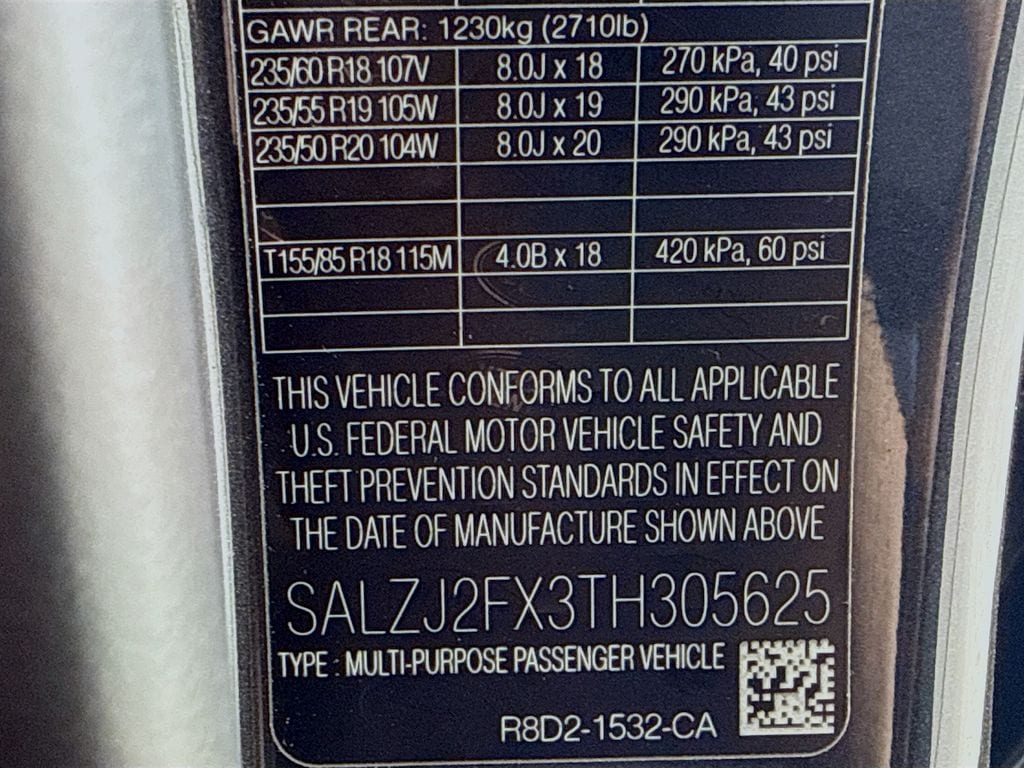 GAWR REAR: 1230kg (2710lb)
235/60 R18 107V 8.0J x 18 270 kPa, 40 psi
235/55 R19 105W 8.0J x 19 290 kPa, 43 psi
235/50 R20 104W 8.0J x 20 290 kPa, 43 psi
T155/85 R18 115M 4.0B x 18 420 kPa, 60 psi
THIS VEHICLE CONFORMS TO ALL APPLICABLE
U.S. FEDERAL MOTOR VEHICLE SAFETY AND
THEFT PREVENTION STANDARDS IN EFFECT ON
THE DATE OF MANUFACTURE SHOWN ABOVE
SALZJ2FX3TH305625
TYPE : MULTI-PURPOSE PASSENGER VEHICLE
R8D2-1532-CA